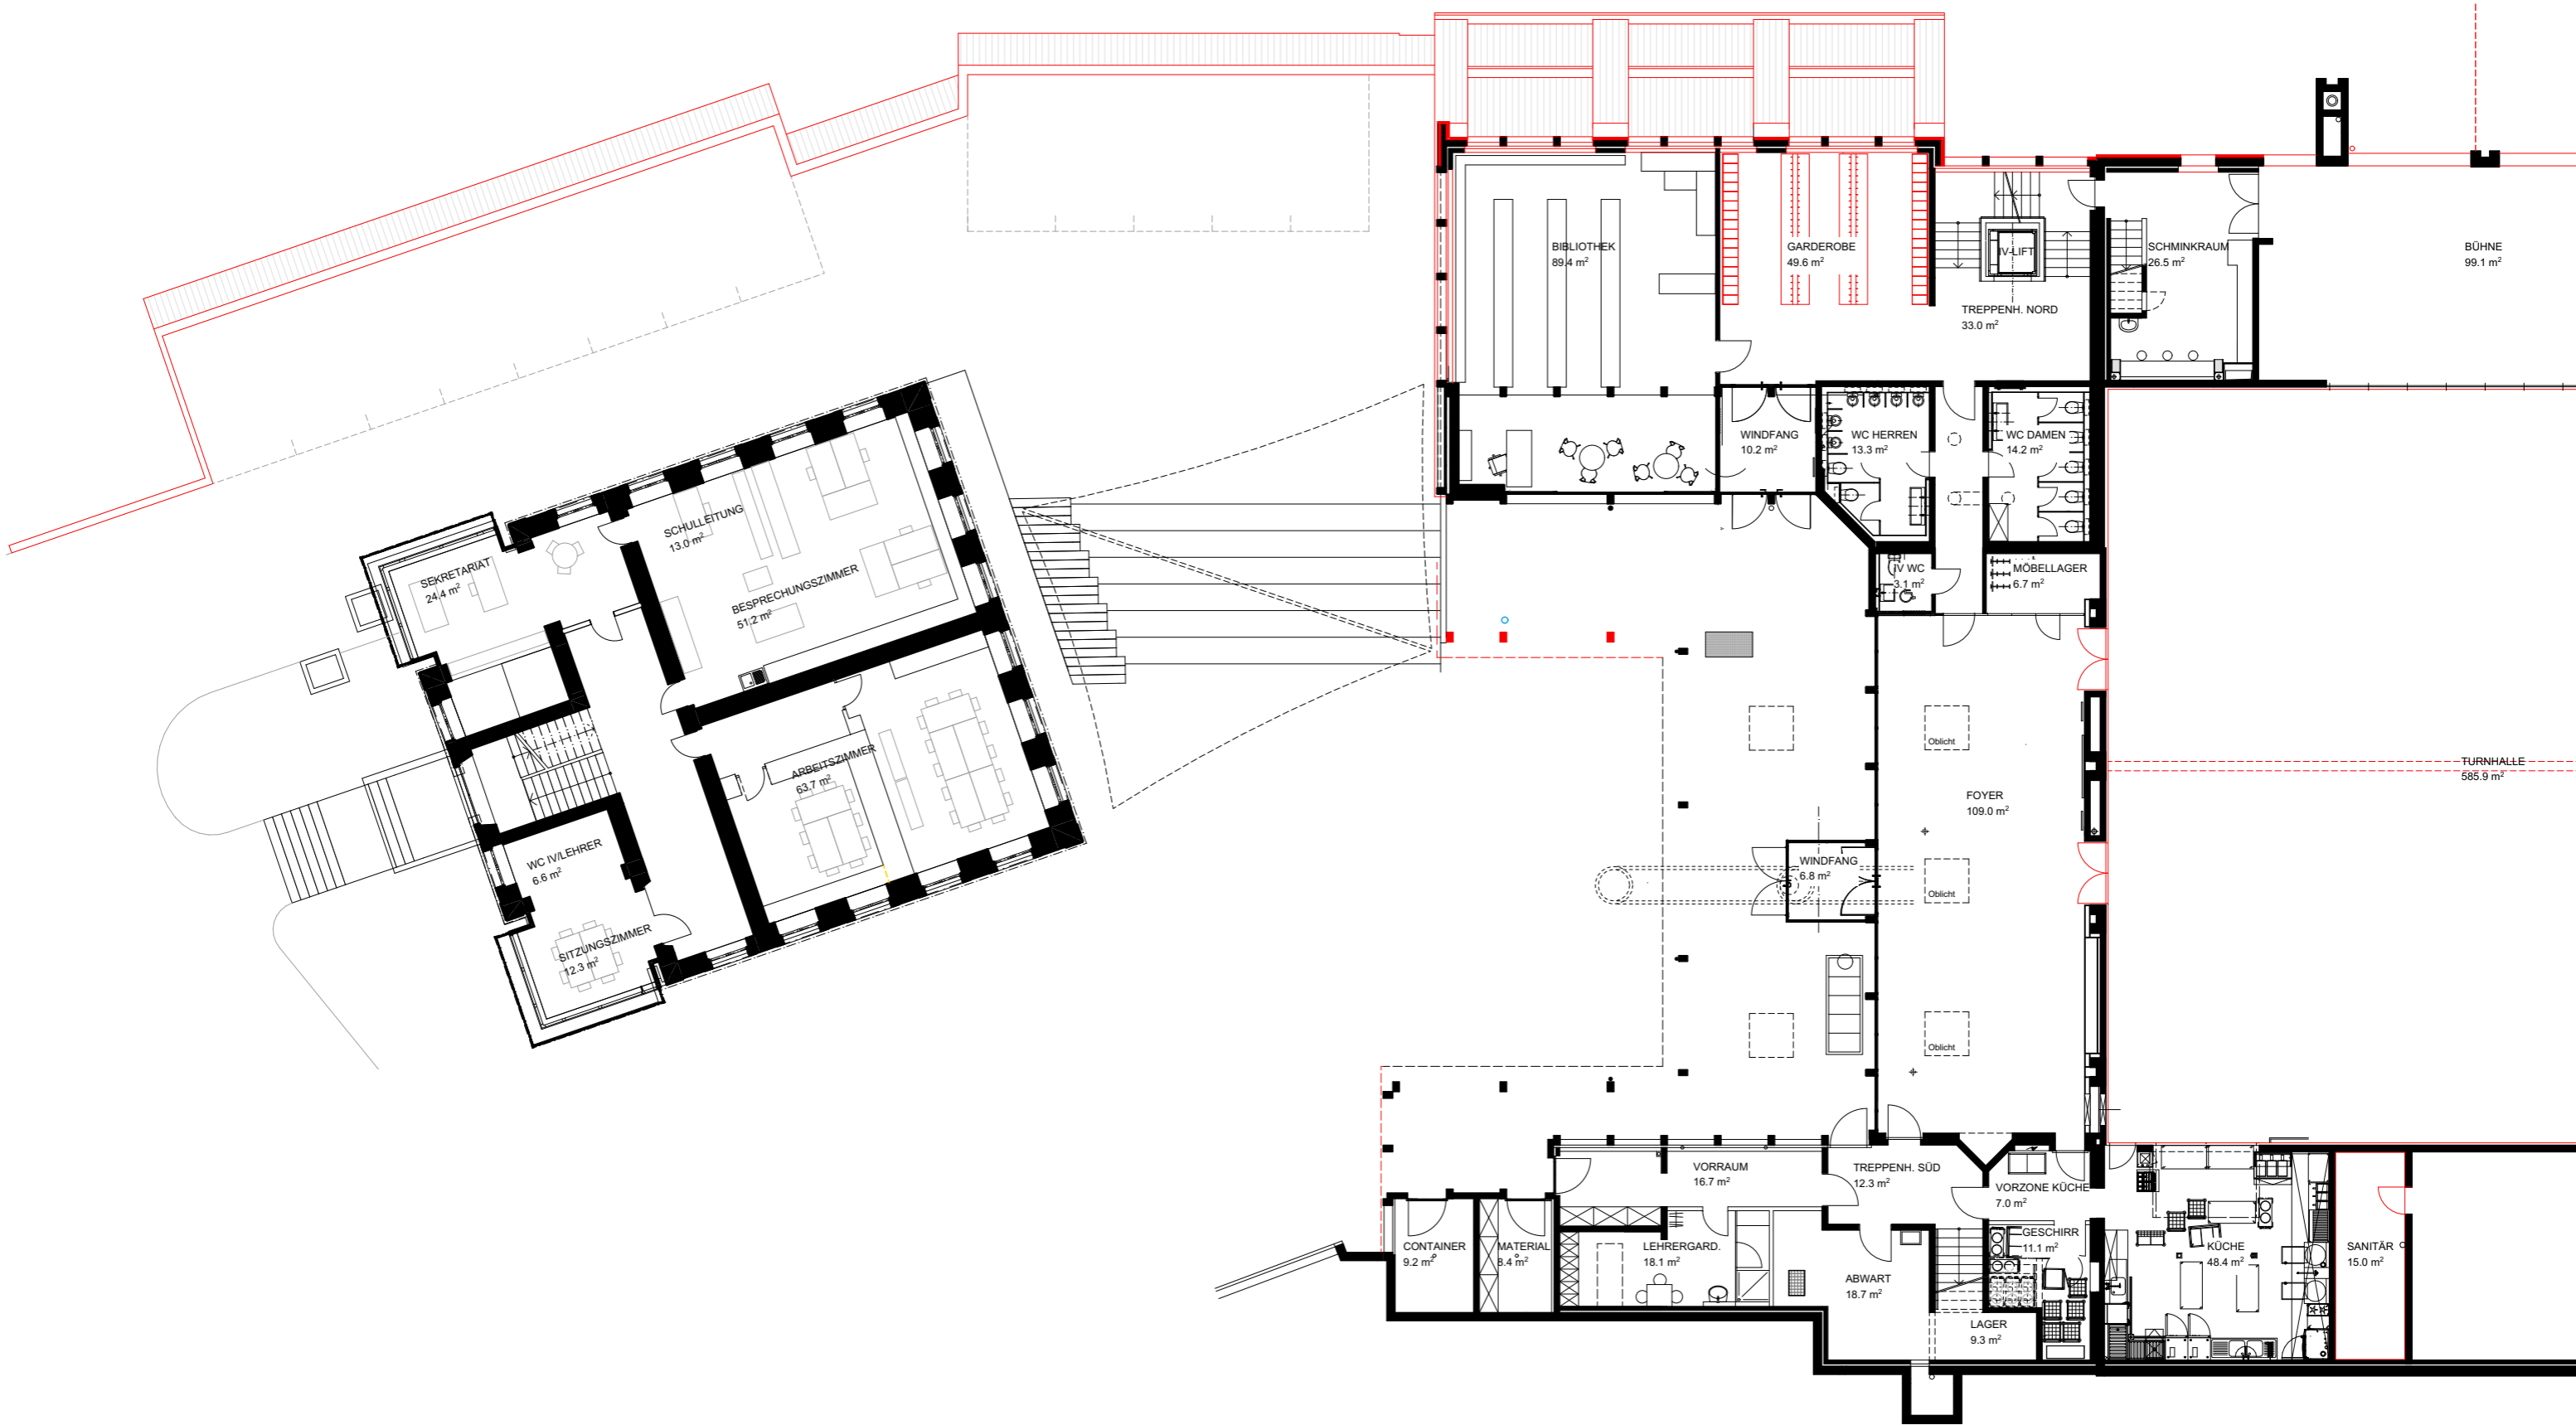 BIBLIOTHEK
89.4 m²
GARDEROBE
49.6 m²
IV-LIFT
TREPPENH. NORD
33.0 m²
SCHMINKRAUM
26.5 m²
BÜHNE
99.1 m²
WINDFANG
10.2 m²
WC HERREN
13.3 m²
WC DAMEN
14.2 m²
SCHULLEITUNG
13.0 m²
SEKRETARIAT
24.4 m²
BESPRECHUNGSZIMMER
51.2 m²
IV WC
3.1 m²
MÖBELLAGER
6.7 m²
ARBEITSZIMMER
63.7 m²
Oblicht
TURNHALLE
585.9 m²
FOYER
109.0 m²
WC IV/LEHRER
6.6 m²
WINDFANG
6.8 m²
Oblicht
SITZUNGSZIMMER
12.3 m²
Oblicht
VORRAUM
16.7 m²
TREPPENH. SÜD
12.3 m²
VORZONE KÜCHE
7.0 m²
CONTAINER
9.2 m²
MATERIAL
8.4 m²
LEHRERGARD.
18.1 m²
GESCHIRR
11.1 m²
KÜCHE
48.4 m²
SANITÄR
15.0 m²
ABWART
18.7 m²
LAGER
9.3 m²